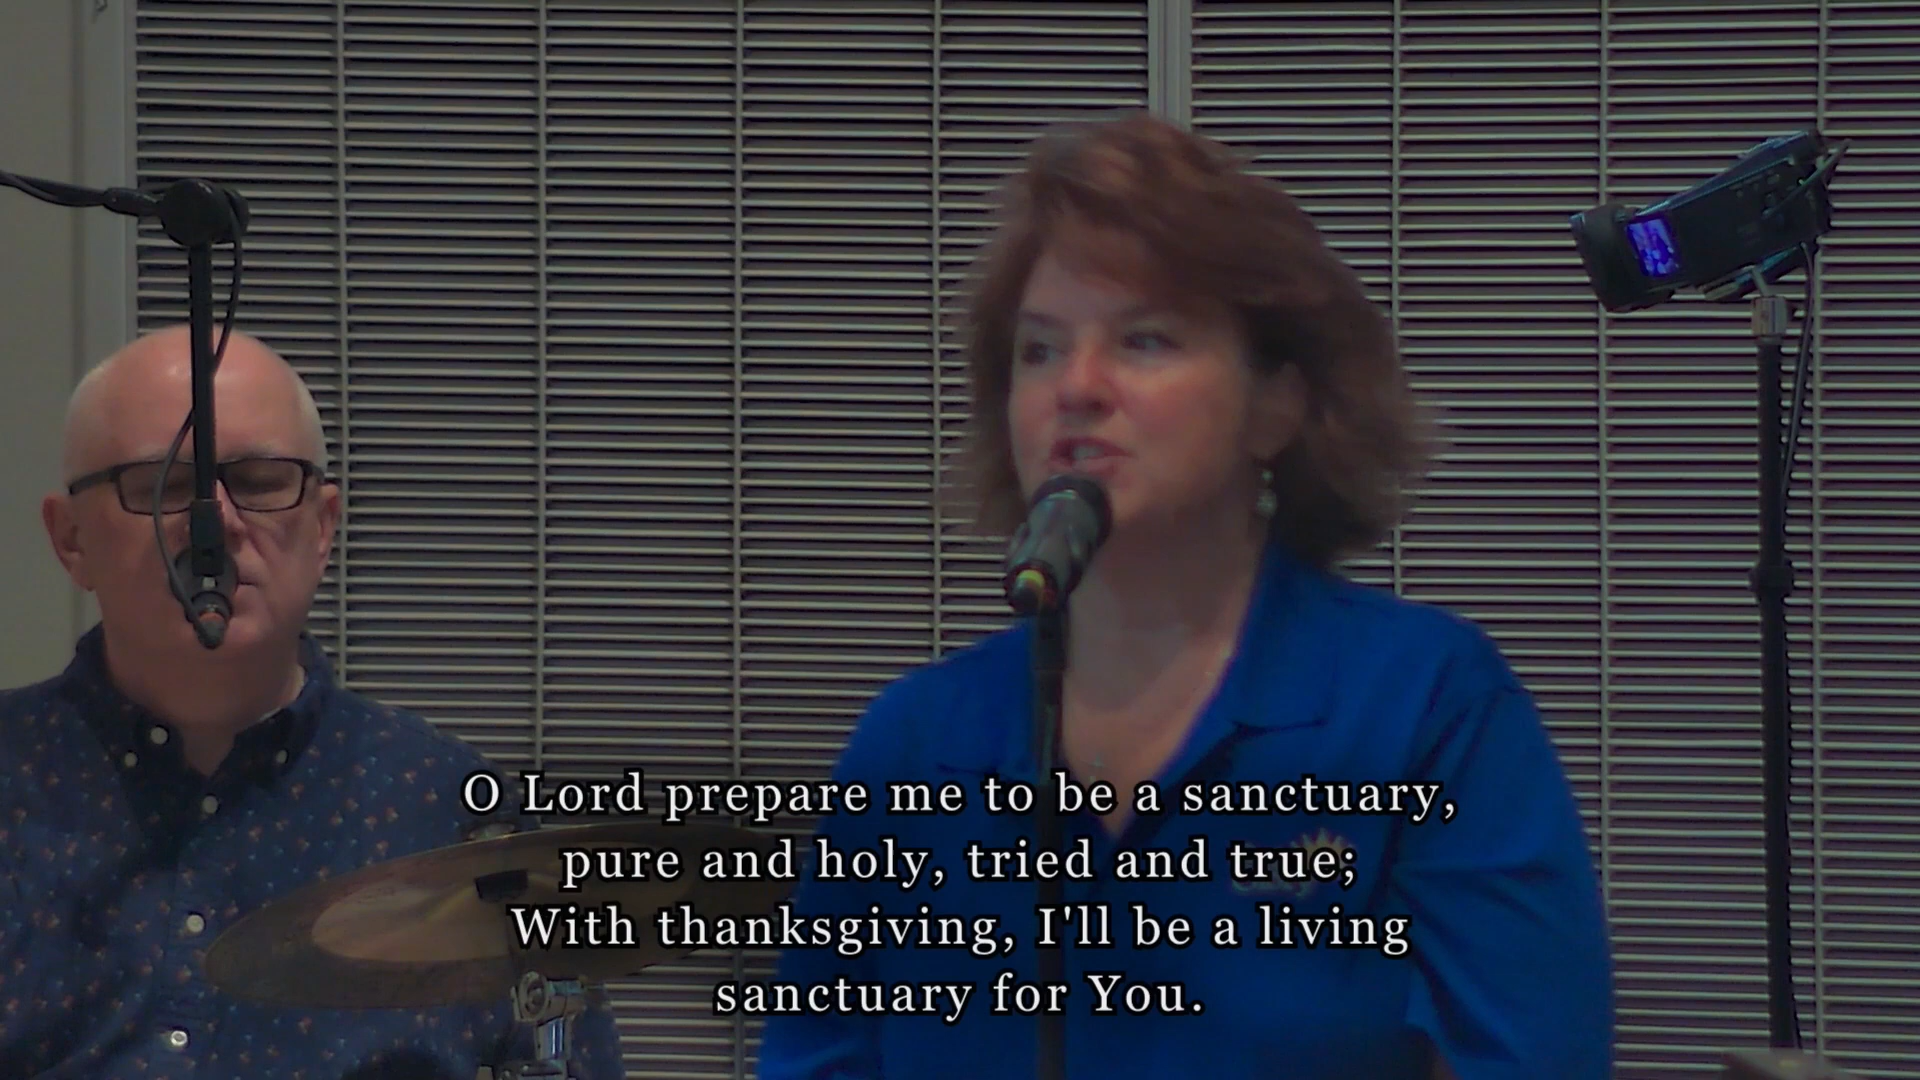 O Lord prepare me to be a sanctuary,
pure and holy, tried and true;
With thanksgiving, I'll be a living
sanctuary for You.